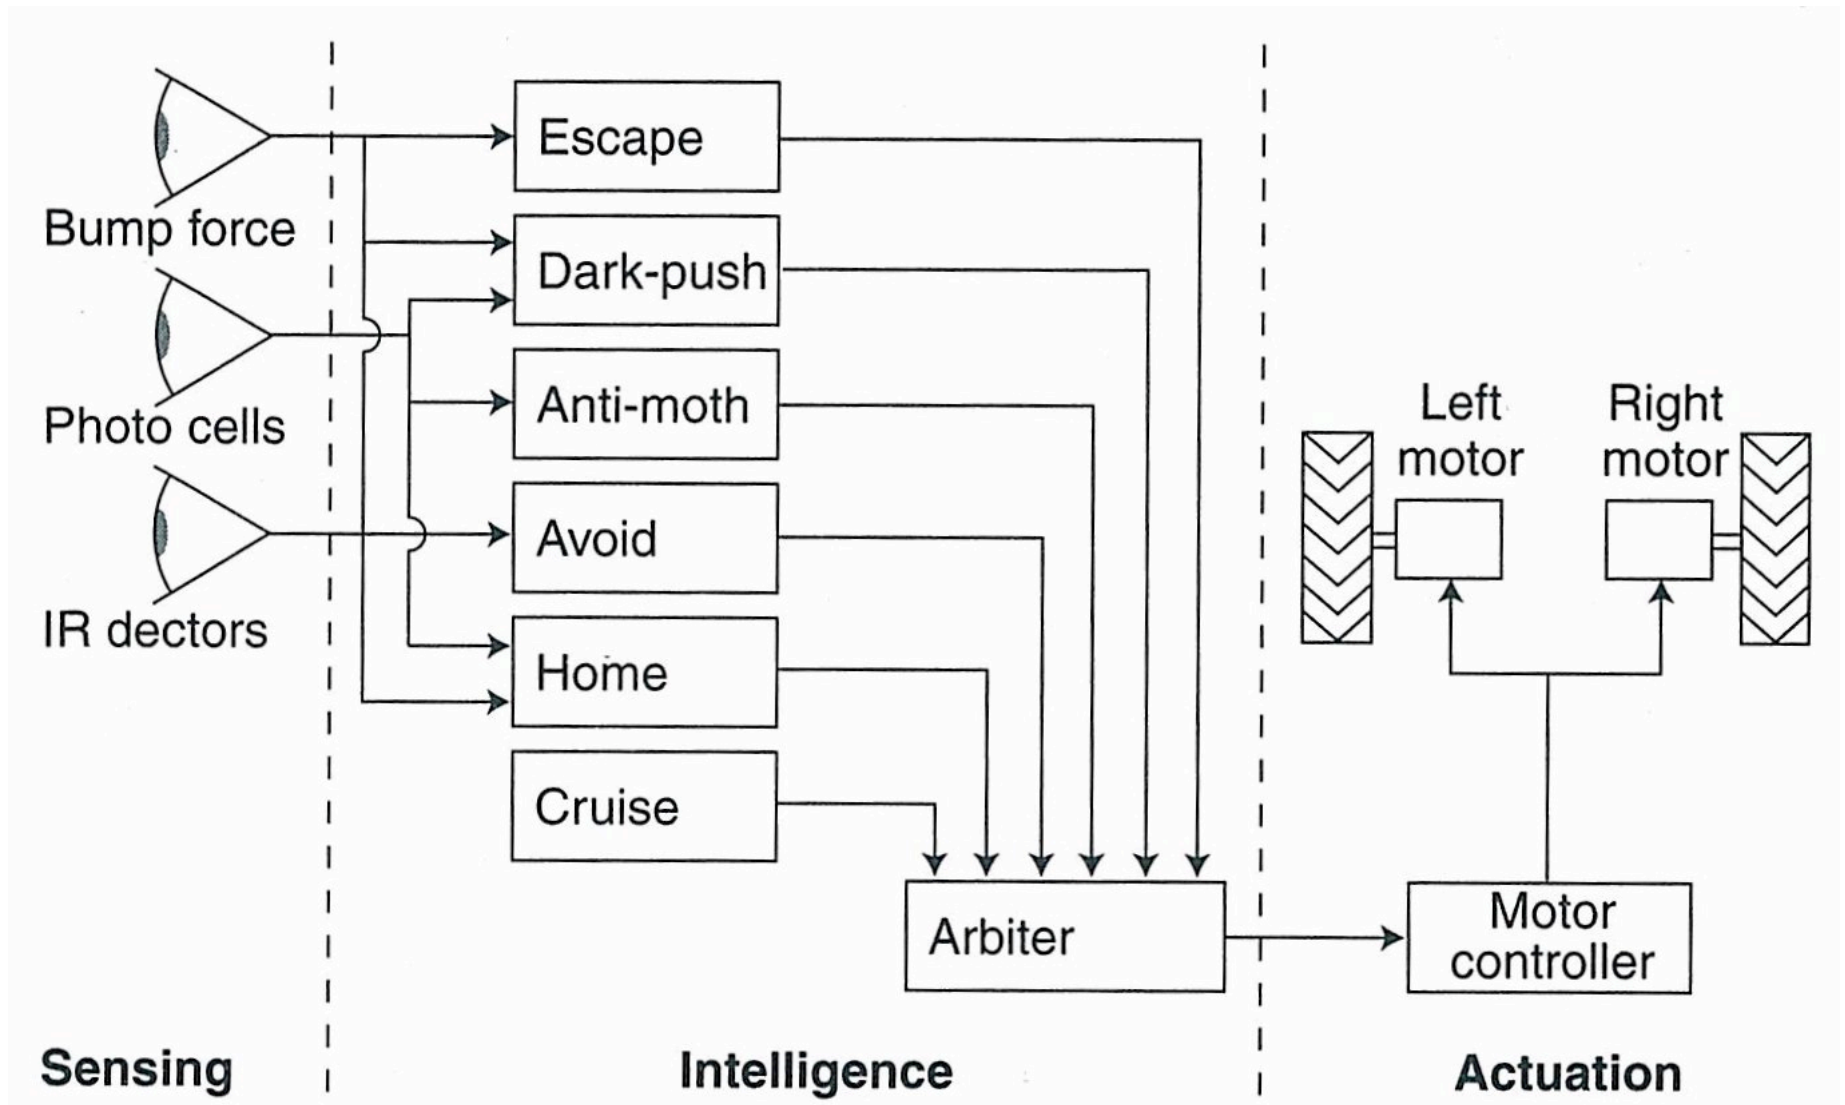 Escape
Bump force
Dark-push
Photo cells
Anti-moth
Left
motor
Right
motor
Avoid
IR dectors
Home
Cruise
Arbiter
Motor
controller
Sensing
Intelligence
Actuation